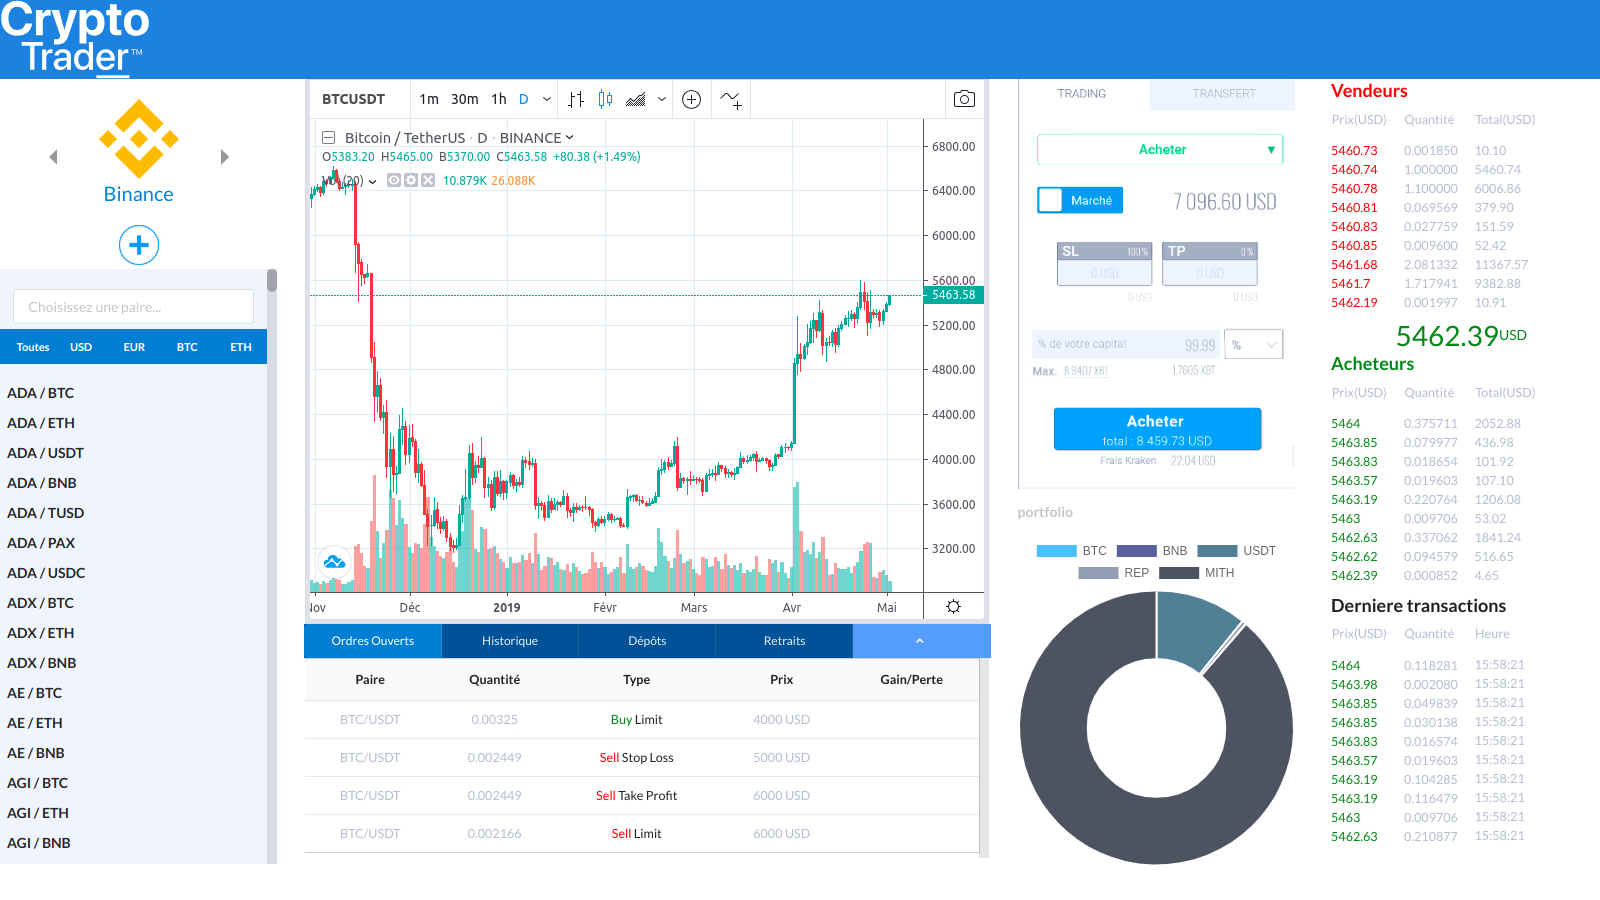 Crypto
Trader™
Binance
Choisissez une paire...
Toutes USD EUR BTC ETH
ADA / BTC
ADA / ETH
ADA / USDT
ADA / BNB
ADA / TUSD
ADA / PAX
ADA / USDC
ADX / BTC
ADX / ETH
ADX / BNB
AE / BTC
AE / ETH
AE / BNB
AGI / BTC
AGI / ETH
AGI / BNB
BTCUSDT 1m 30m 1h D
Bitcoin / TetherUS · D · BINANCE
O5383.20 H5465.00 B5370.00 C5463.58 +80.38 (+1.49%)
Vol (20) 10.879K 26.088K
6800.00
6400.00
6000.00
5600.00
5463.58
5200.00
4800.00
4400.00
4000.00
3600.00
3200.00
Nov Déc 2019 Févr Mars Avr Mai
Ordres Ouverts Historique Dépôts Retraits
Paire Quantité Type Prix Gain/Perte
BTC/USDT 0.00325 Buy Limit 4000 USD
BTC/USDT 0.002449 Sell Stop Loss 5000 USD
BTC/USDT 0.002449 Sell Take Profit 6000 USD
BTC/USDT 0.002166 Sell Limit 6000 USD
TRADING TRANSFERT
Acheter
Marché 7 096.60 USD
SL 100% TP 0%
0 USD 0 USD
0 USD 0 USD
% de votre capital 99.99 %
Max. 8.9407 XBT 1.7605 XBT
Acheter
total : 8 459.73 USD
Frais Kraken 22.04 USD
portfolio
BTC BNB USDT
REP MITH
Vendeurs
Prix(USD) Quantité Total(USD)
5460.73 0.001850 10.10
5460.74 1.000000 5460.74
5460.78 1.100000 6006.86
5460.81 0.069569 379.90
5460.83 0.027759 151.59
5460.85 0.009600 52.42
5461.68 2.081332 11367.57
5461.7 1.717941 9382.88
5462.19 0.001997 10.91
5462.39USD
Acheteurs
Prix(USD) Quantité Total(USD)
5464 0.375711 2052.88
5463.85 0.079977 436.98
5463.83 0.018654 101.92
5463.57 0.019603 107.10
5463.19 0.220764 1206.08
5463 0.009706 53.02
5462.63 0.337062 1841.24
5462.62 0.094579 516.65
5462.39 0.000852 4.65
Derniere transactions
Prix(USD) Quantité Heure
5464 0.118281 15:58:21
5463.98 0.002080 15:58:21
5463.85 0.049839 15:58:21
5463.85 0.030138 15:58:21
5463.83 0.016574 15:58:21
5463.57 0.019603 15:58:21
5463.19 0.104285 15:58:21
5463.19 0.116479 15:58:21
5463 0.009706 15:58:21
5462.63 0.210877 15:58:21